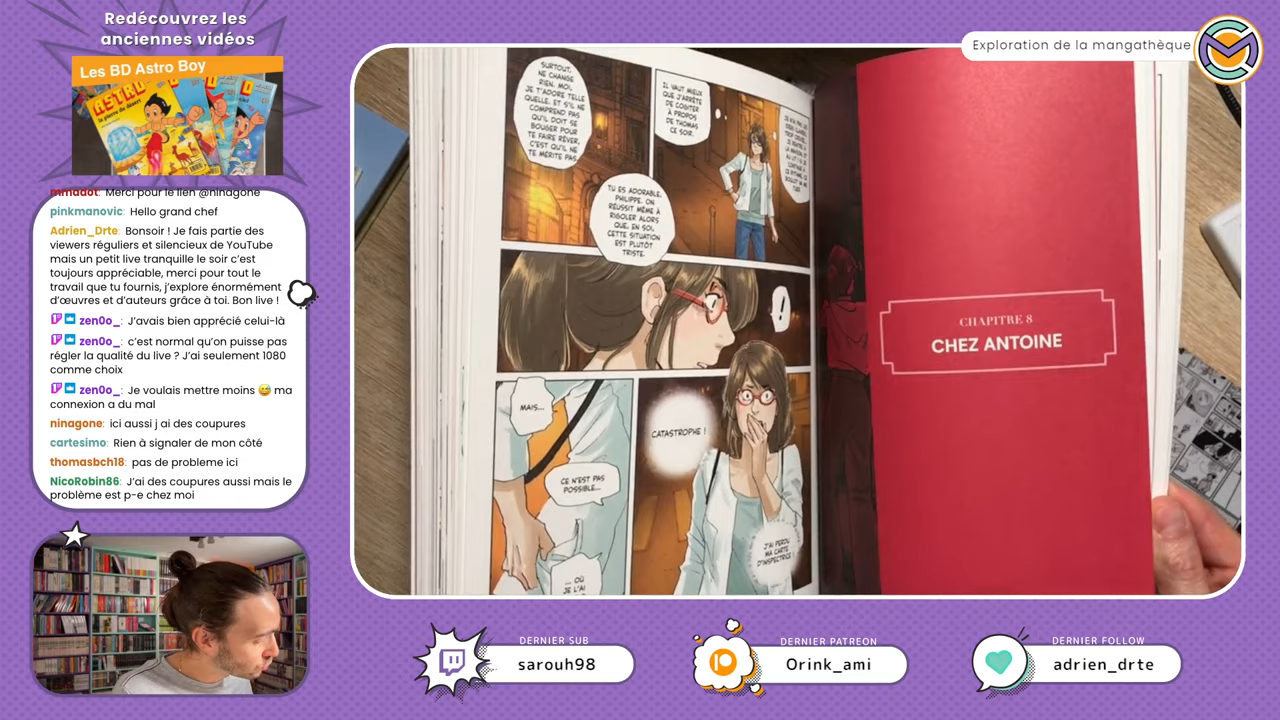 Redécouvrez les
anciennes vidéos
Les BD Astro Boy
ASTRO
Exploration de la mangathèque
mmadot: Merci pour le lien @ninagone
pinkmanovic: Hello grand chef
Adrien_Drte: Bonsoir ! Je fais partie des
viewers réguliers et silencieux de YouTube
mais un petit live tranquille le soir c'est
toujours appréciable, merci pour tout le
travail que tu fournis, j'explore énormément
d'œuvres et d'auteurs grâce à toi. Bon live !
zen0o_: J'avais bien apprécié celui-là
zen0o_: c'est normal qu'on puisse pas
régler la qualité du live ? J'ai seulement 1080
comme choix
zen0o_: Je voulais mettre moins 😅 ma
connexion a du mal
ninagone: ici aussi j ai des coupures
cartesimo: Rien à signaler de mon côté
thomasbch18: pas de probleme ici
NicoRobin86: J'ai des coupures aussi mais le
problème est p-e chez moi
SURTOUT,
NE CHANGE
RIEN. MOI,
JE T'ADORE TELLE
QUELLE. ET S'IL NE
COMPREND PAS
QU'IL DOIT SE
BOUGER POUR
TE FAIRE RÊVER,
C'EST QU'IL NE
TE MÉRITE PAS.
IL VAUT MIEUX
QUE J'ARRÊTE
DE COGITER
À PROPOS
DE THOMAS
CE SOIR.
TU ES ADORABLE,
PHILIPPE. ON
RÉUSSIT MÊME À
RIGOLER ALORS
QUE, EN SOI,
CETTE SITUATION
EST PLUTÔT
TRISTE.
!
MAIS...
CE N'EST PAS
POSSIBLE...
... OÙ
JE L'AI
CATASTROPHE !
J'AI PERDU
MA CARTE
D'INSPECTRICE !
CHAPITRE 8
CHEZ ANTOINE
DERNIER SUB
sarouh98
DERNIER PATREON
Orink_ami
DERNIER FOLLOW
adrien_drte